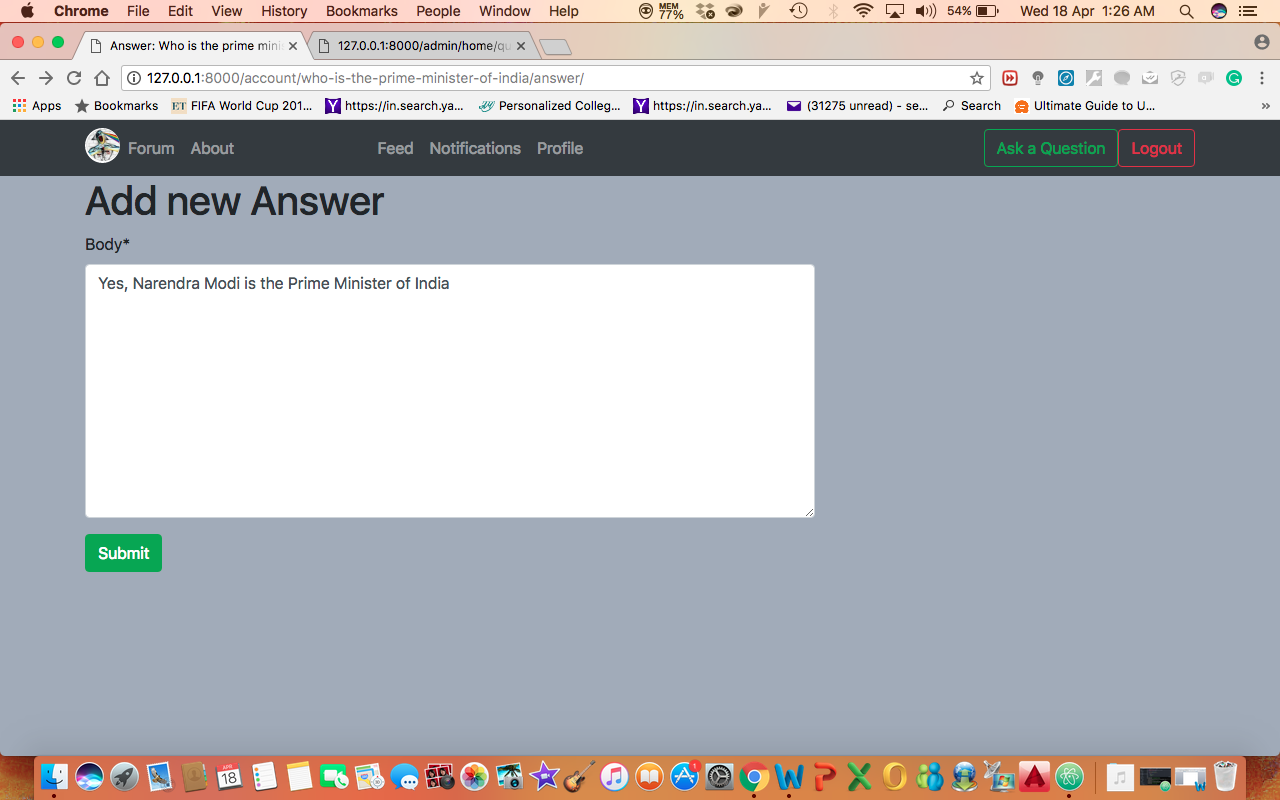 Chrome File Edit View History Bookmarks People Window Help MEM 77% 54% Wed 18 Apr 1:26 AM
Answer: Who is the prime mini 127.0.0.1:8000/admin/home/qu
127.0.0.1:8000/account/who-is-the-prime-minister-of-india/answer/
Apps Bookmarks ET FIFA World Cup 201... https://in.search.ya... Personalized Colleg... https://in.search.ya... (31275 unread) - se... Search Ultimate Guide to U... »
Forum About Feed Notifications Profile Ask a Question Logout
Add new Answer
Body*
Yes, Narendra Modi is the Prime Minister of India
Submit
APR 18 1